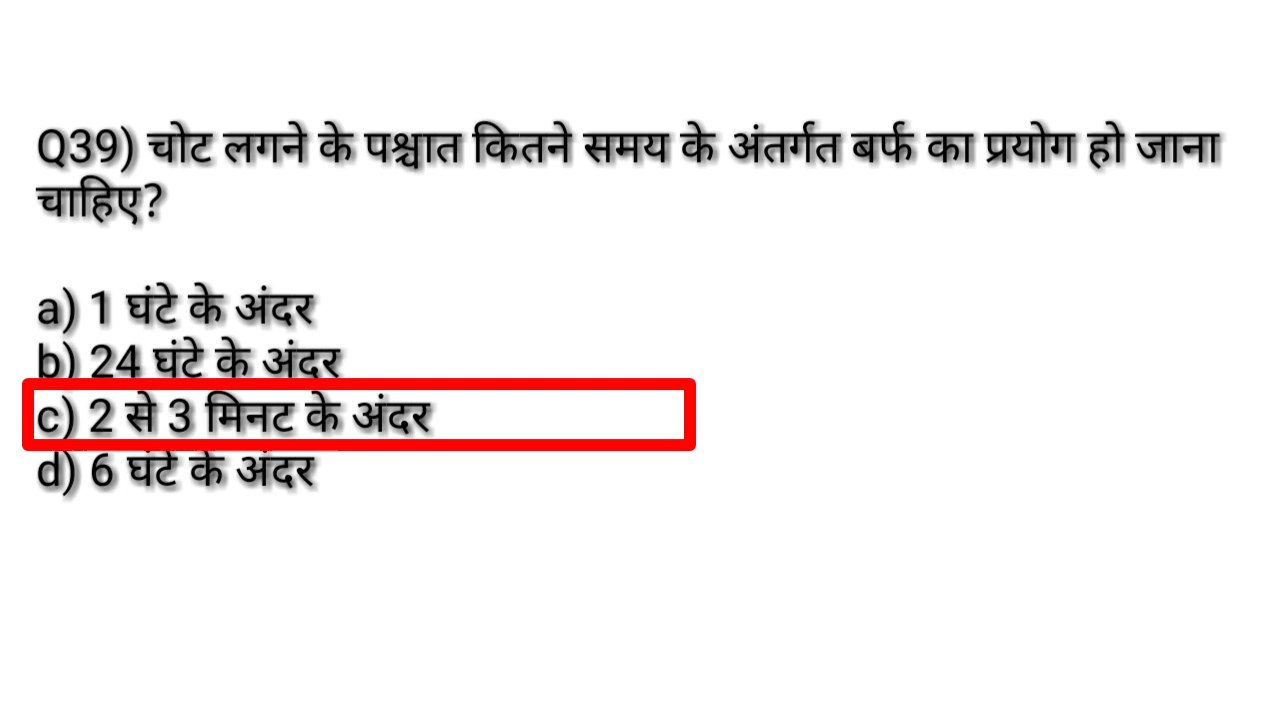 Q39) चोट लगने के पश्चात कितने समय के अंतर्गत बर्फ का प्रयोग हो जाना
चाहिए?
a) 1 घंटे के अंदर
b) 24 घंटे के अंदर
c) 2 से 3 मिनट के अंदर
d) 6 घंटे के अंदर